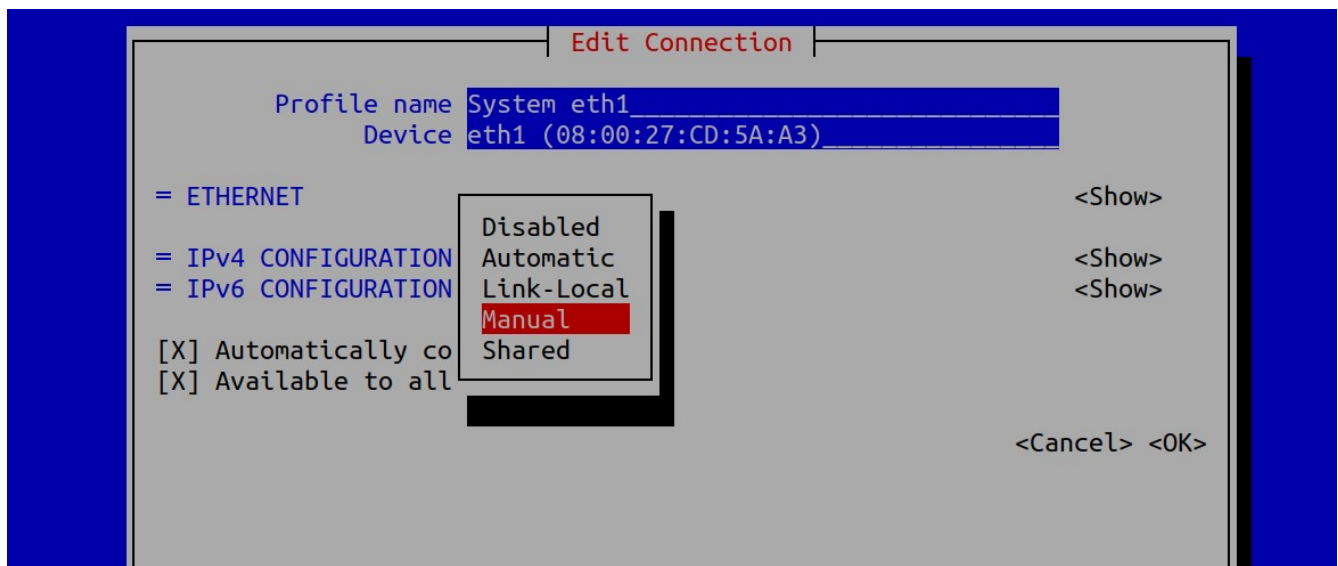 Edit Connection
Profile name System eth1
Device eth1 (08:00:27:CD:5A:A3)
= ETHERNET <Show>
Disabled
= IPv4 CONFIGURATION Automatic <Show>
= IPv6 CONFIGURATION Link-Local <Show>
Manual
[X] Automatically co Shared
[X] Available to all
<Cancel> <OK>